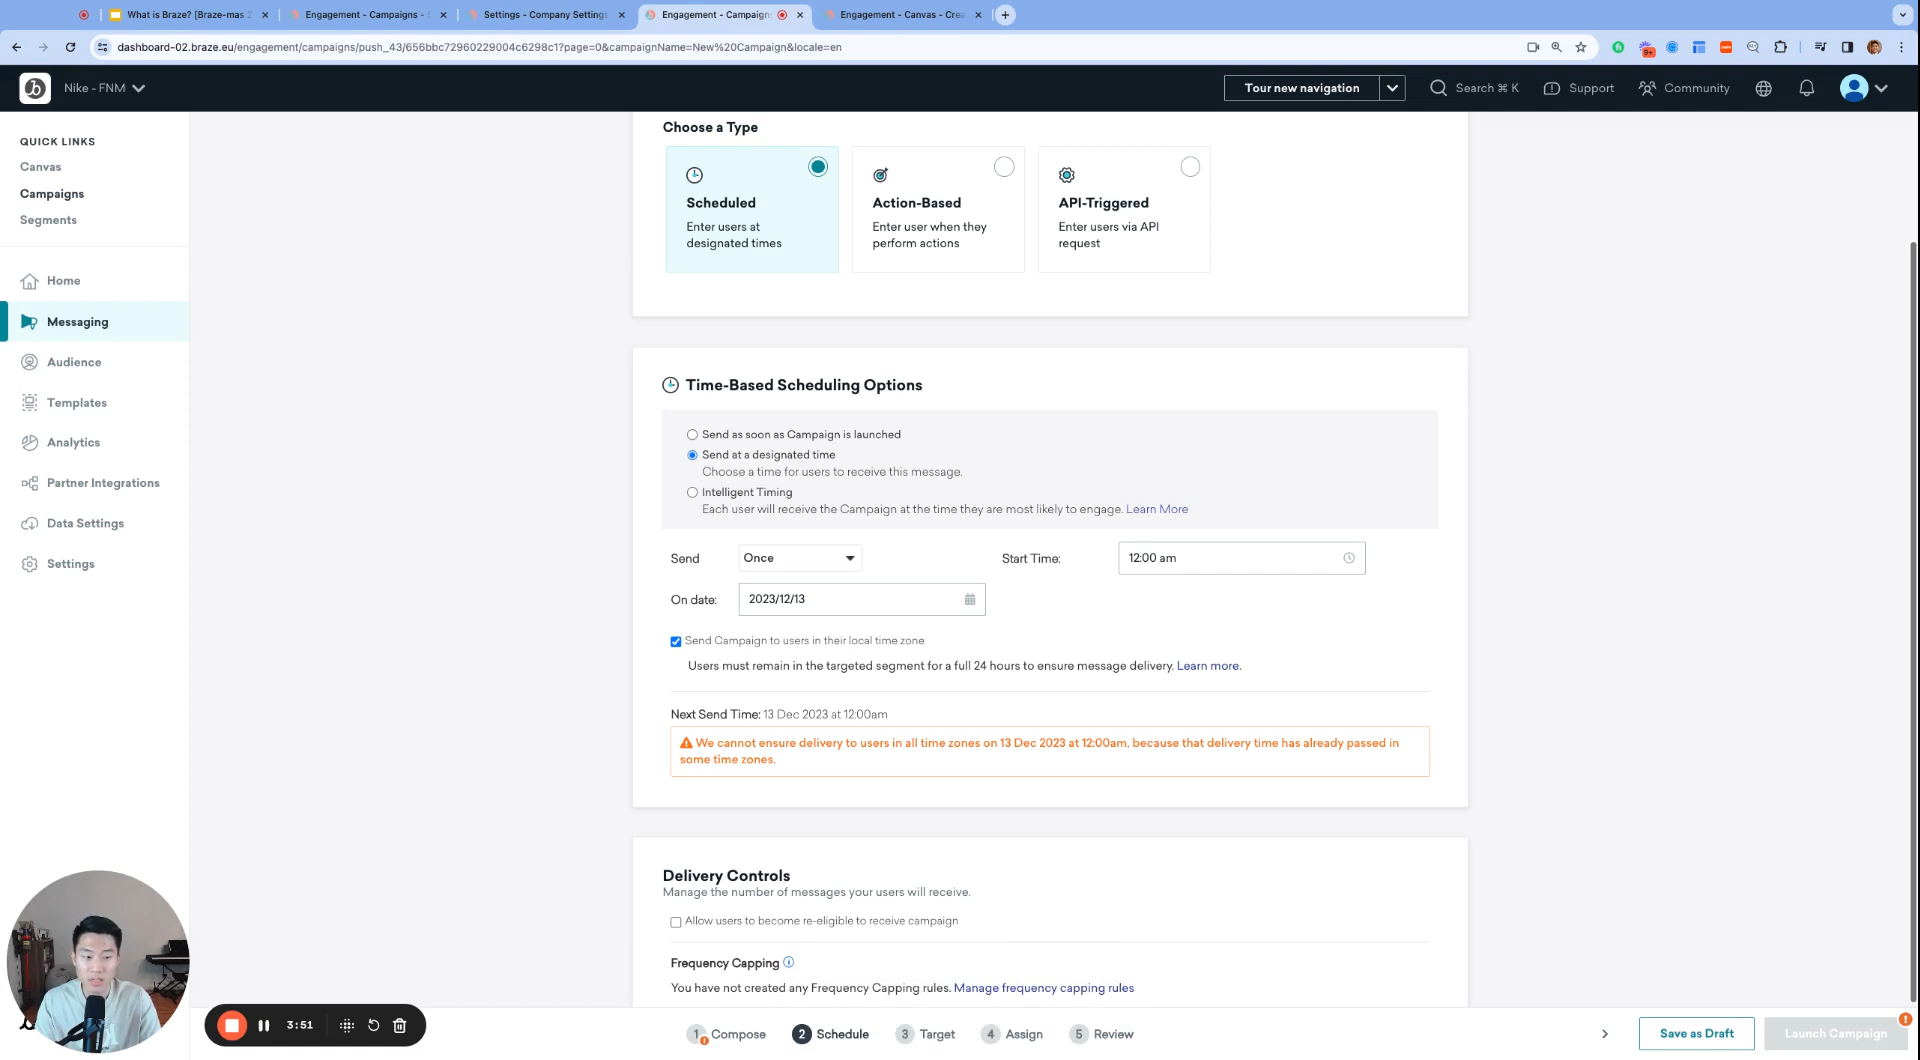 What is Braze? [Braze-mas 2
Engagement - Campaigns - S
Settings - Company Settings
Engagement - Campaign
Engagement - Canvas - Crea
dashboard-02.braze.eu/engagement/campaigns/push_43/656bbc72960229004c6298c1?page=0&campaignName=New%20Campaign&locale=en
9+
Nike - FNM
Tour new navigation
Search ⌘ K
Support
Community
QUICK LINKS
Canvas
Campaigns
Segments
Home
Messaging
Audience
Templates
Analytics
Partner Integrations
Data Settings
Settings
Choose a Type
Scheduled
Enter users at
designated times
Action-Based
Enter user when they
perform actions
API-Triggered
Enter users via API
request
Time-Based Scheduling Options
Send as soon as Campaign is launched
Send at a designated time
Choose a time for users to receive this message.
Intelligent Timing
Each user will receive the Campaign at the time they are most likely to engage. Learn More
Send Once Start Time: 12:00 am
On date: 2023/12/13
Send Campaign to users in their local time zone
Users must remain in the targeted segment for a full 24 hours to ensure message delivery. Learn more.
Next Send Time: 13 Dec 2023 at 12:00am
We cannot ensure delivery to users in all time zones on 13 Dec 2023 at 12:00am, because that delivery time has already passed in
some time zones.
Delivery Controls
Manage the number of messages your users will receive.
Allow users to become re-eligible to receive campaign
Frequency Capping
You have not created any Frequency Capping rules. Manage frequency capping rules
3:51
1 Compose
2 Schedule
3 Target
4 Assign
5 Review
Save as Draft
Launch Campaign